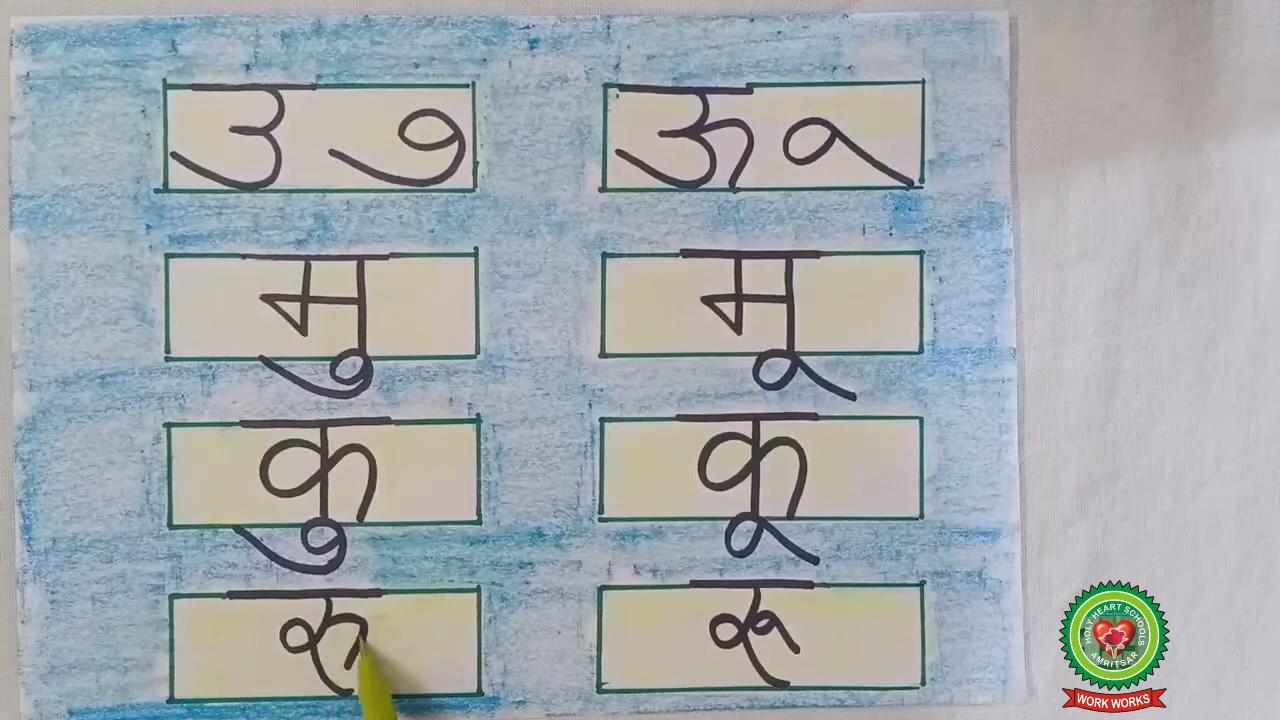 उ ु ऊ ू
मु मू
कु कू
रु रू
HOLY HEART SCHOOLS
AMRITSAR
WORK WORKS